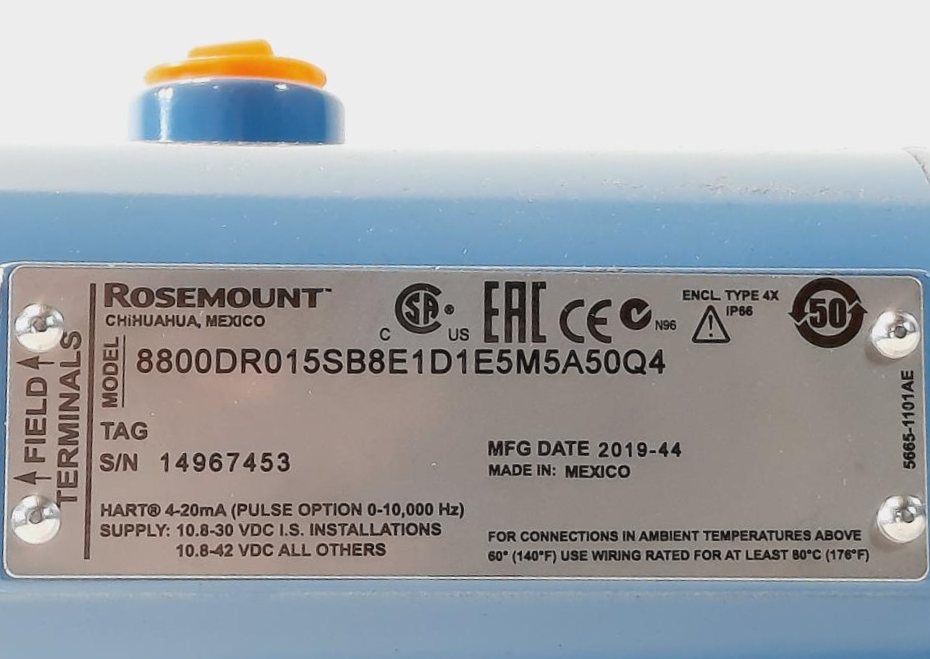 ROSEMOUNT™
CHIHUAHUA, MEXICO
C SA US
EAC CE N96
ENCL. TYPE 4X
IP66
50
MODEL 8800DR015SB8E1D1E5M5A50Q4
TAG
S/N 14967453
MFG DATE 2019-44
MADE IN: MEXICO
HART® 4-20mA (PULSE OPTION 0-10,000 Hz)
SUPPLY: 10.8-30 VDC I.S. INSTALLATIONS
10.8-42 VDC ALL OTHERS
FOR CONNECTIONS IN AMBIENT TEMPERATURES ABOVE
60° (140°F) USE WIRING RATED FOR AT LEAST 80°C (176°F)
FIELD
TERMINALS
5665-1101AE